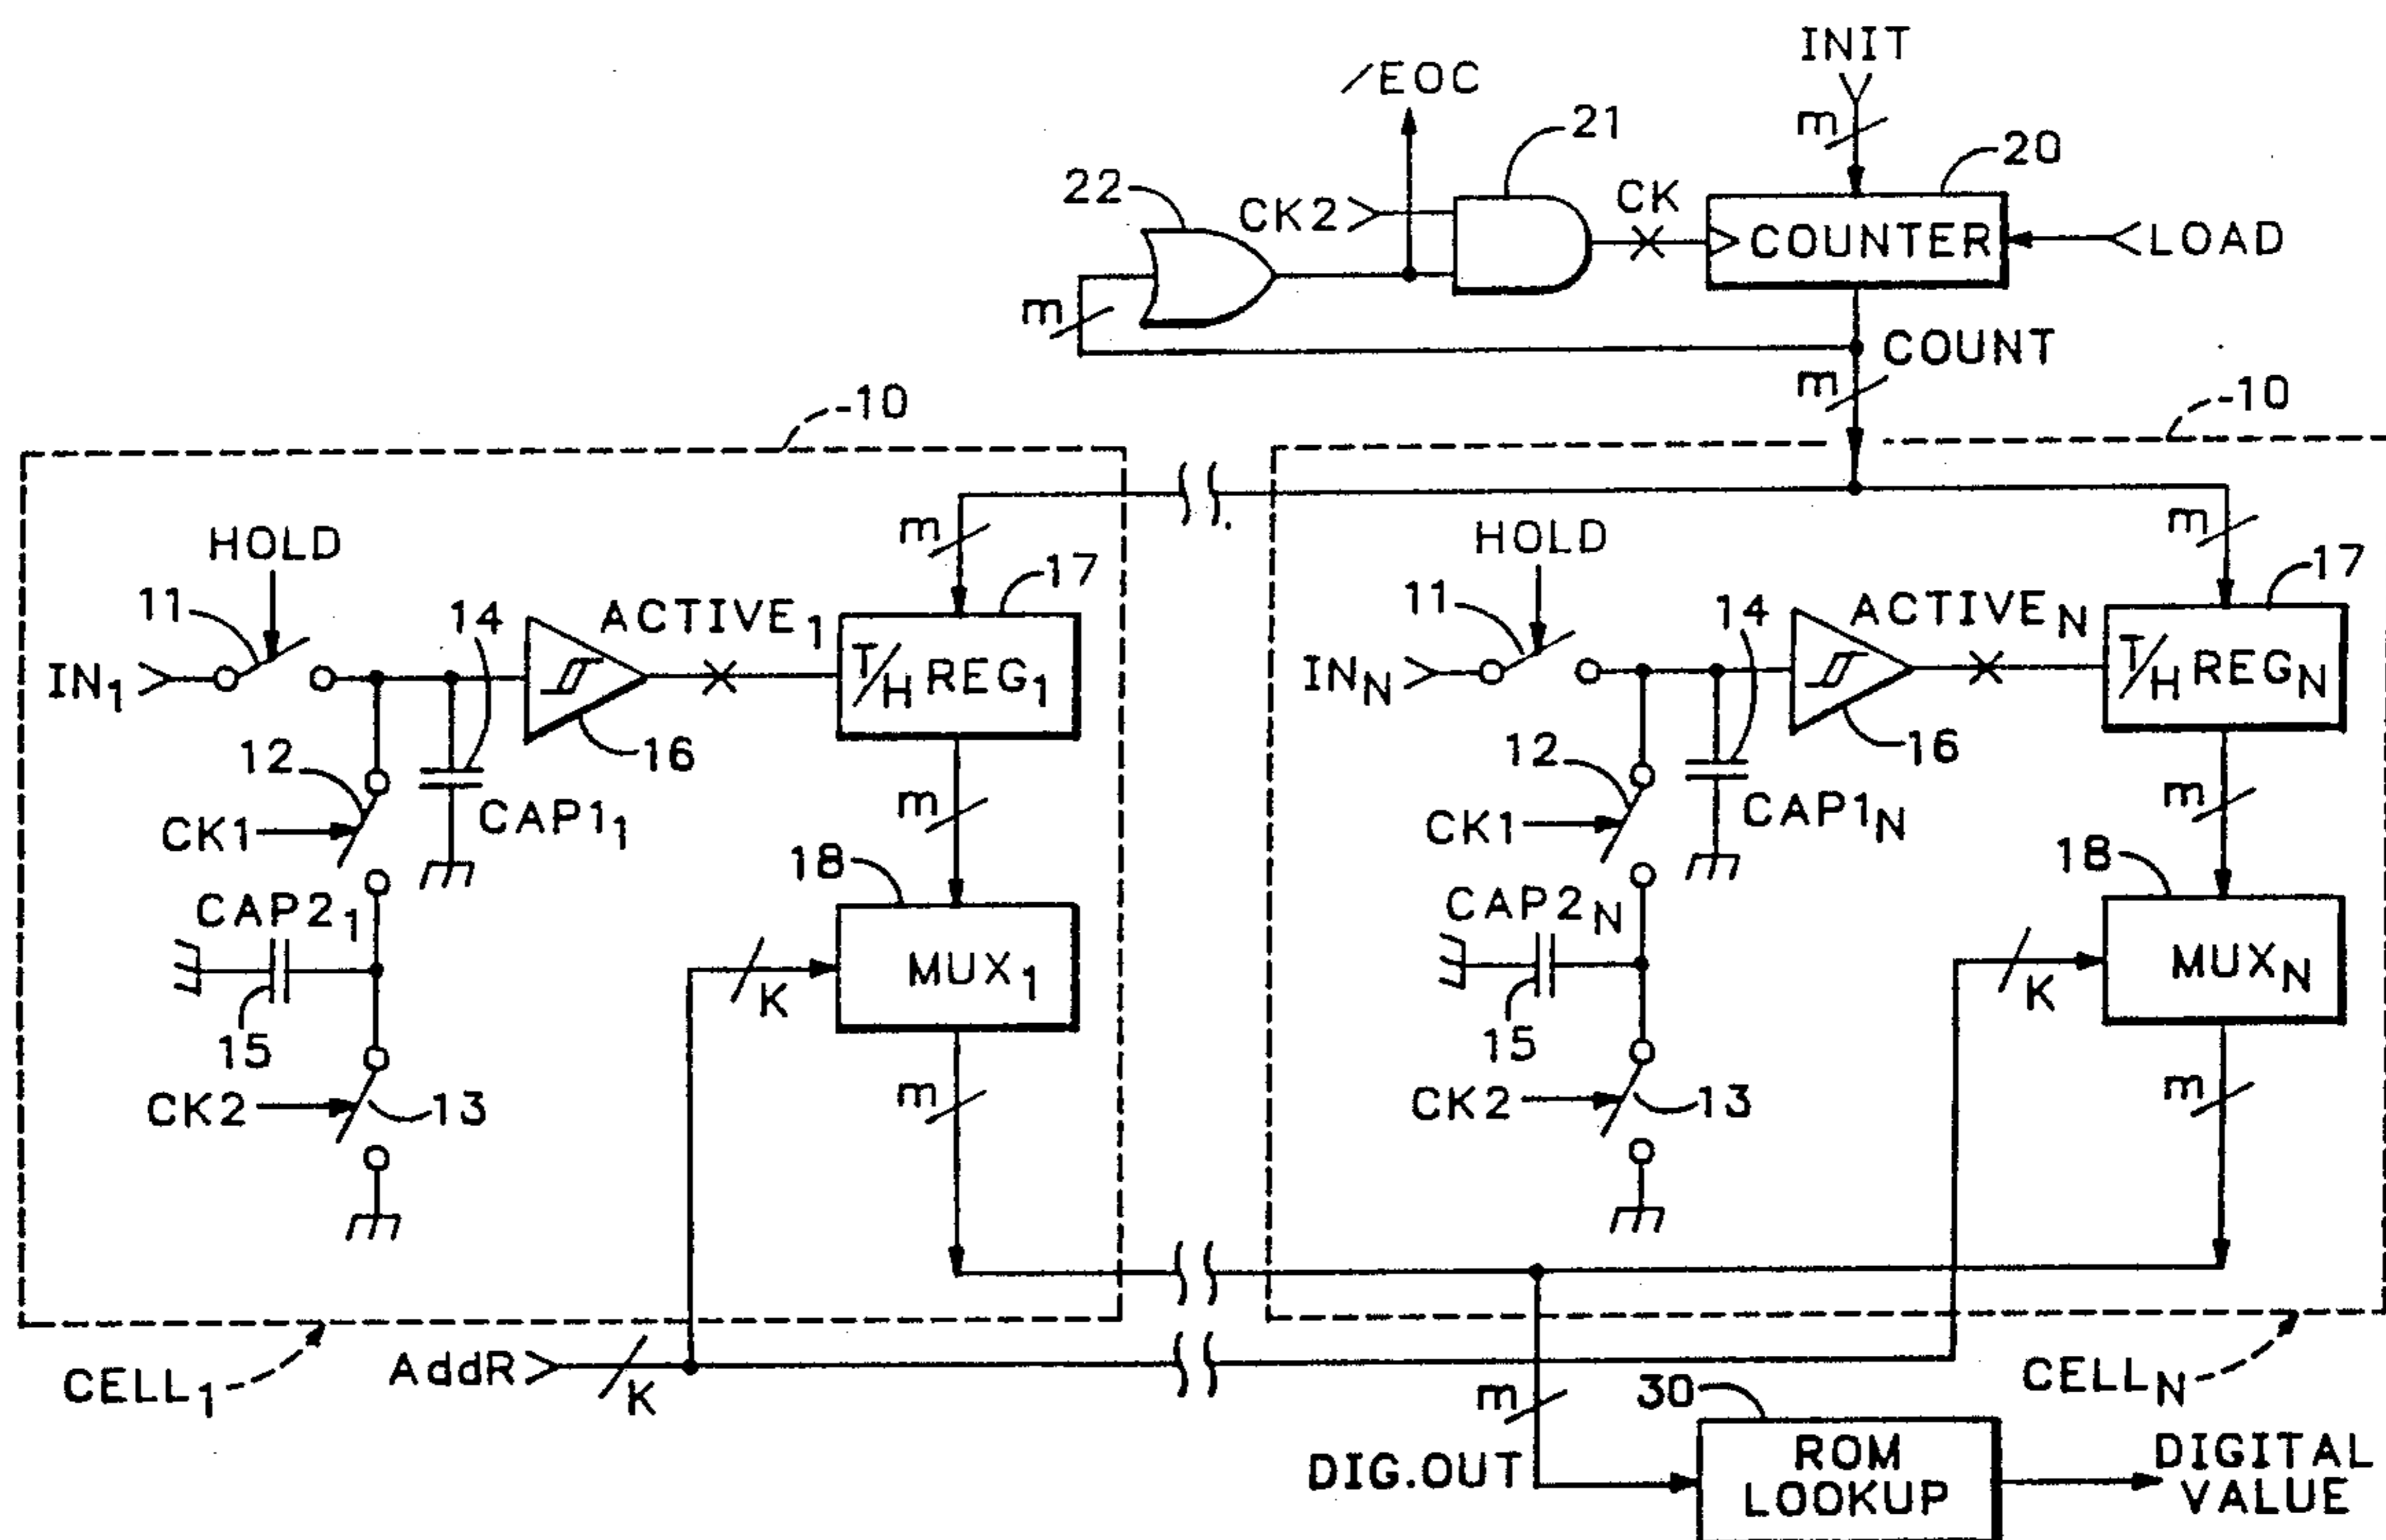 INIT
/EOC
21
m
20
22
CK2
CK
COUNTER
LOAD
m
COUNT
m
10
10
HOLD
m
17
11
14
ACTIVE1
IN1
T/H REG1
16
12
CK1
CAP11
m
18
CAP21
MUX1
K
15
CK2
13
m
HOLD
m
17
11
14
ACTIVEN
INN
T/H REGN
16
12
CK1
CAP1N
m
18
CAP2N
MUXN
K
15
CK2
13
m
CELL1
AddR
K
CELLN
m
30
DIG.OUT
ROM
LOOKUP
DIGITAL
VALUE